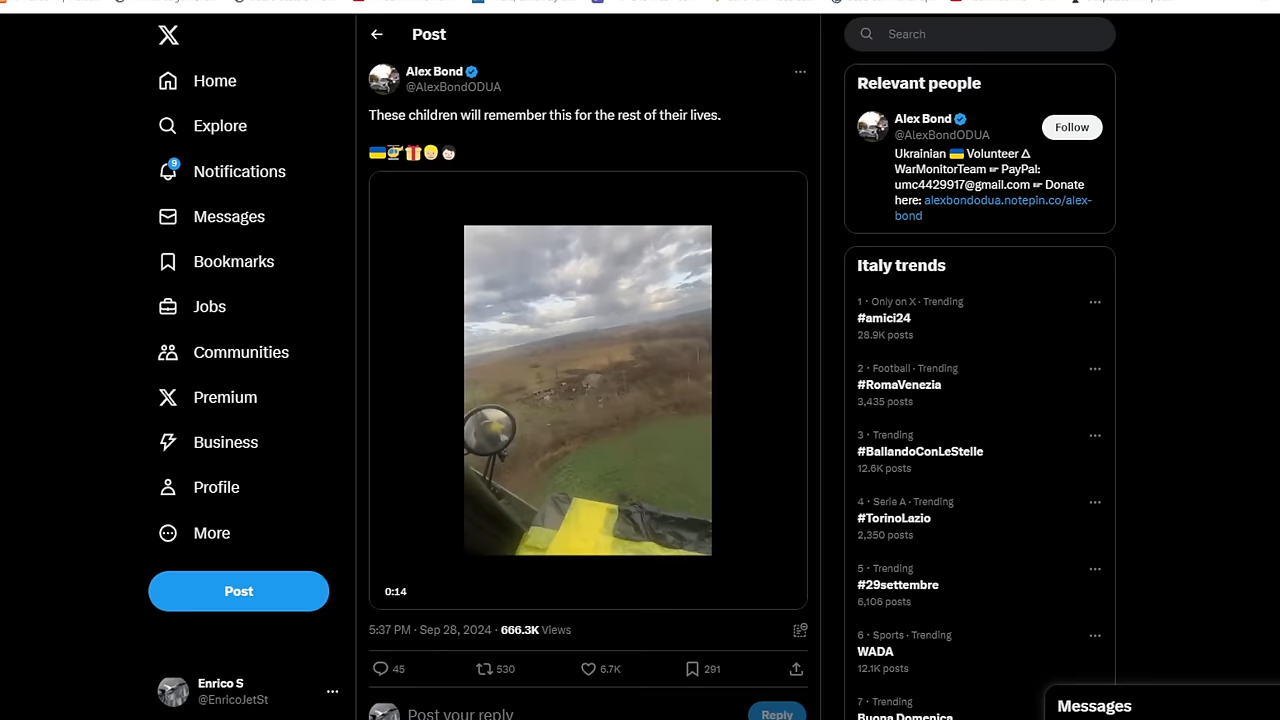 Home
Explore
9
Notifications
Messages
Bookmarks
Jobs
Communities
Premium
Business
Profile
More
Post
Enrico S
@EnricoJetSt
Post
Alex Bond
@AlexBondODUA
These children will remember this for the rest of their lives.
🇺🇦🚁🎁👱🏻👦🏻
0:14
5:37 PM · Sep 28, 2024 · 666.3K Views
45 530 6.7K 291
Post your reply
Reply
Search
Relevant people
Alex Bond
@AlexBondODUA
Follow
Ukrainian 🇺🇦 Volunteer Δ
WarMonitorTeam ☛ PayPal:
umc4429917@gmail.com ☛ Donate
here: alexbondodua.notepin.co/alex-
bond
Italy trends
1 · Only on X · Trending
#amici24
28.9K posts
2 · Football · Trending
#RomaVenezia
3,435 posts
3 · Trending
#BallandoConLeStelle
12.6K posts
4 · Serie A · Trending
#TorinoLazio
2,350 posts
5 · Trending
#29settembre
6,106 posts
6 · Sports · Trending
WADA
12.1K posts
7 · Trending
Buona Domenica
Messages